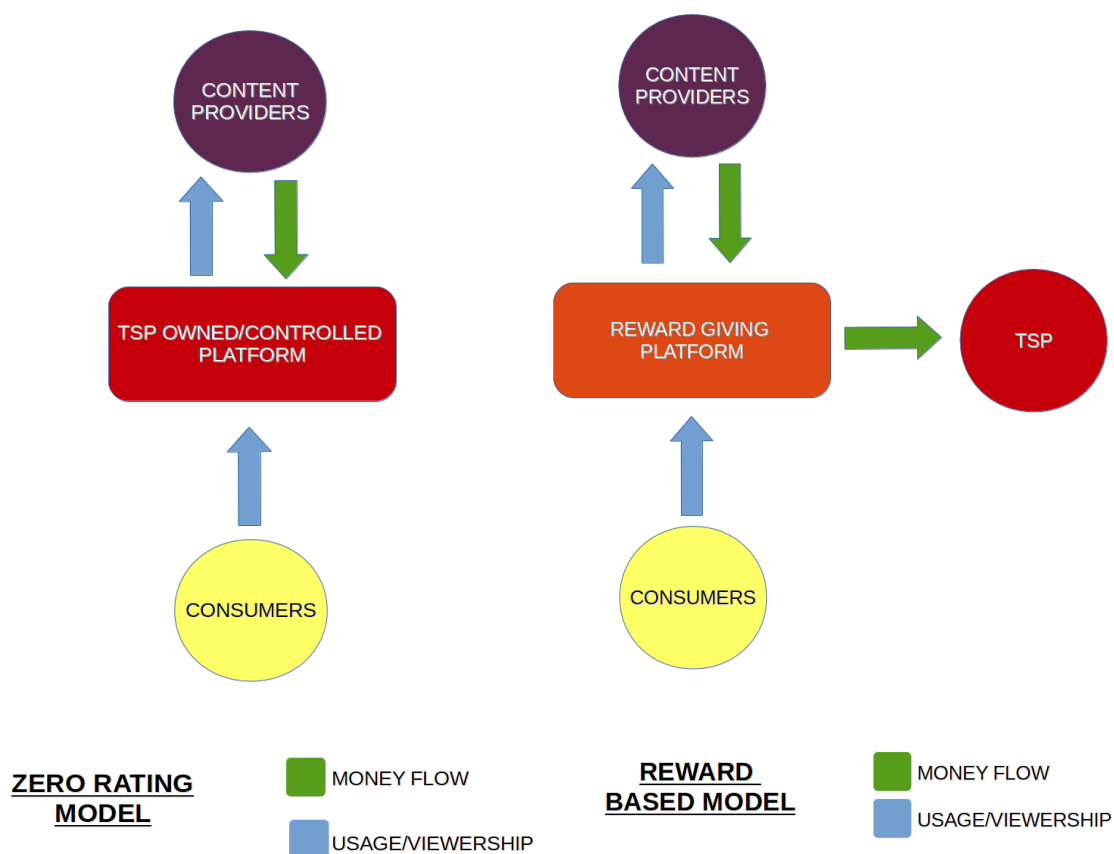 CONTENT
PROVIDERS
TSP OWNED/CONTROLLED
PLATFORM
CONSUMERS
ZERO RATING
MODEL
MONEY FLOW
USAGE/VIEWERSHIP
CONTENT
PROVIDERS
REWARD GIVING
PLATFORM
TSP
CONSUMERS
REWARD
BASED MODEL
MONEY FLOW
USAGE/VIEWERSHIP